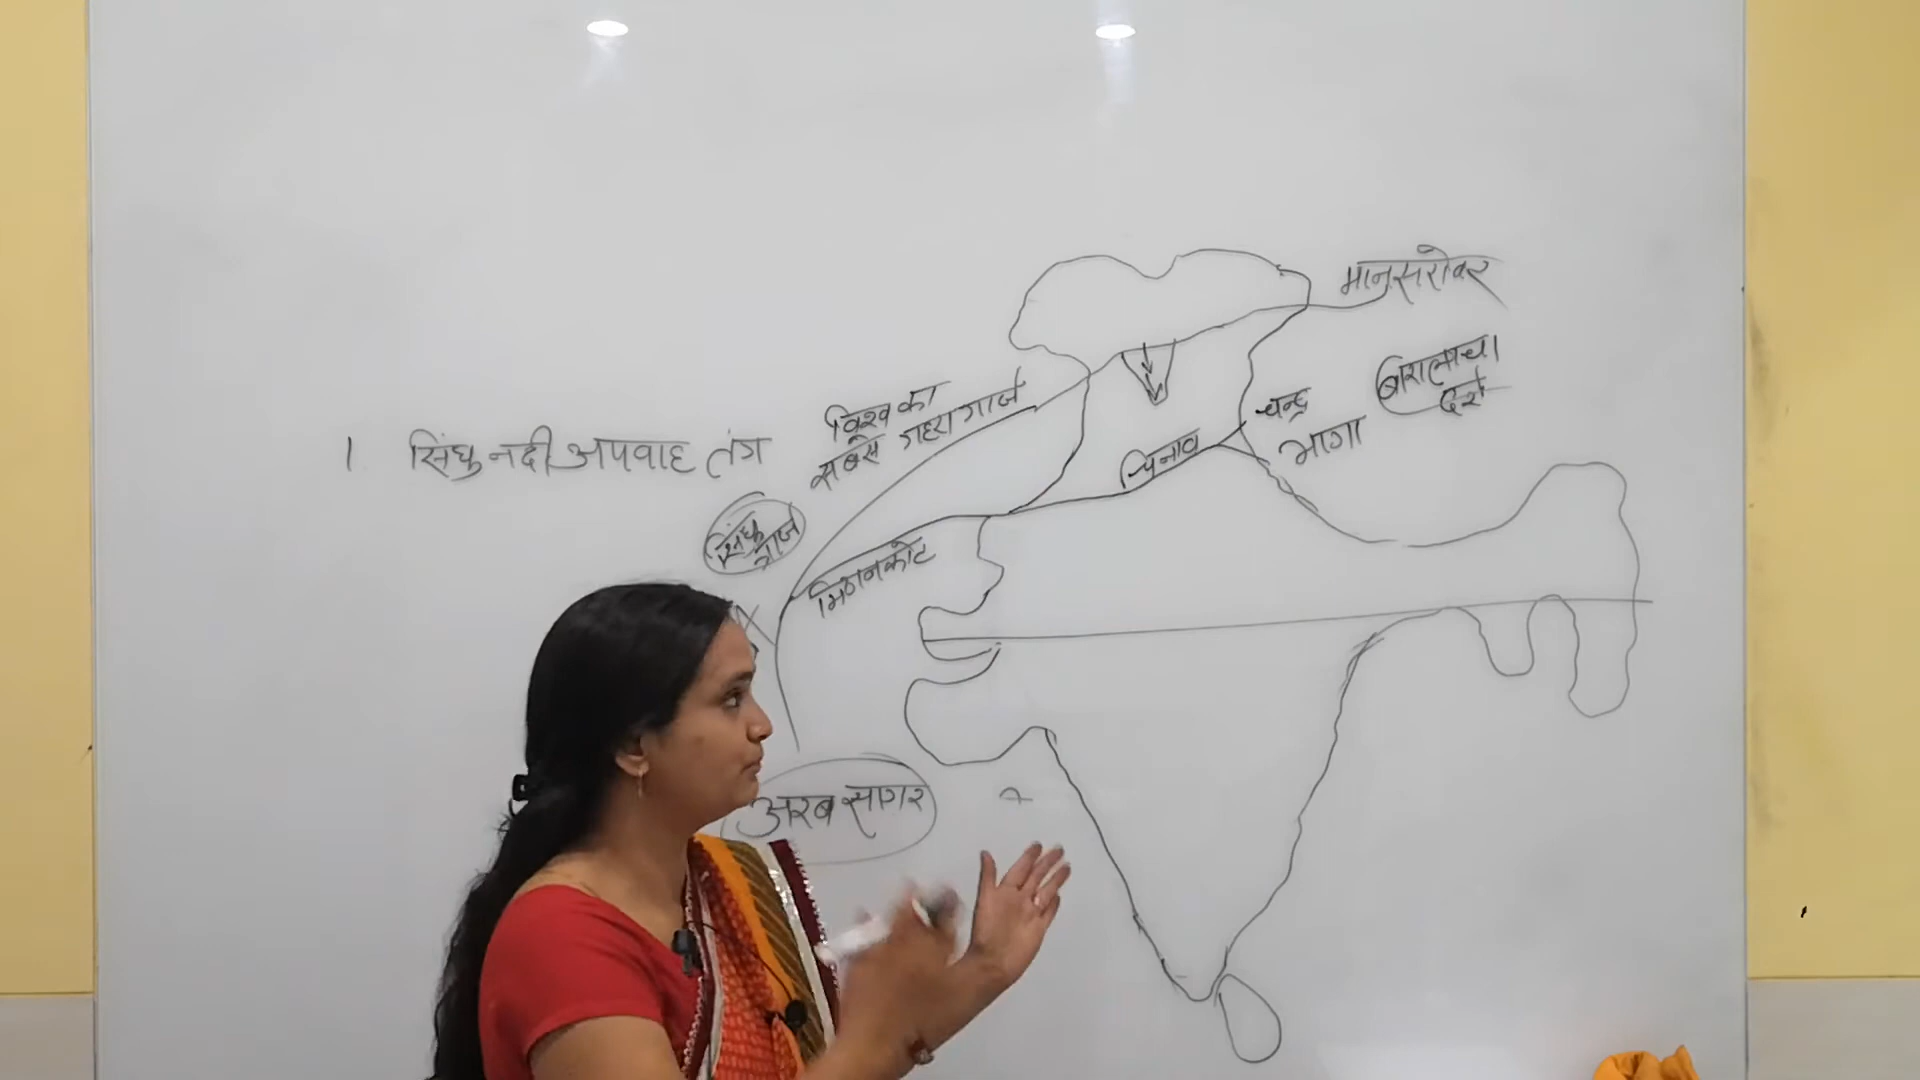 1 सिंधु नदी अपवाह तंत्र
विश्व का
सबसे गहरा गार्ज
सिंधु
गार्ज
मिठानकोट
अरब सागर
चिनाव
चन्द्र
भागा
मानसरोवर
बारालाचा
दर्रा